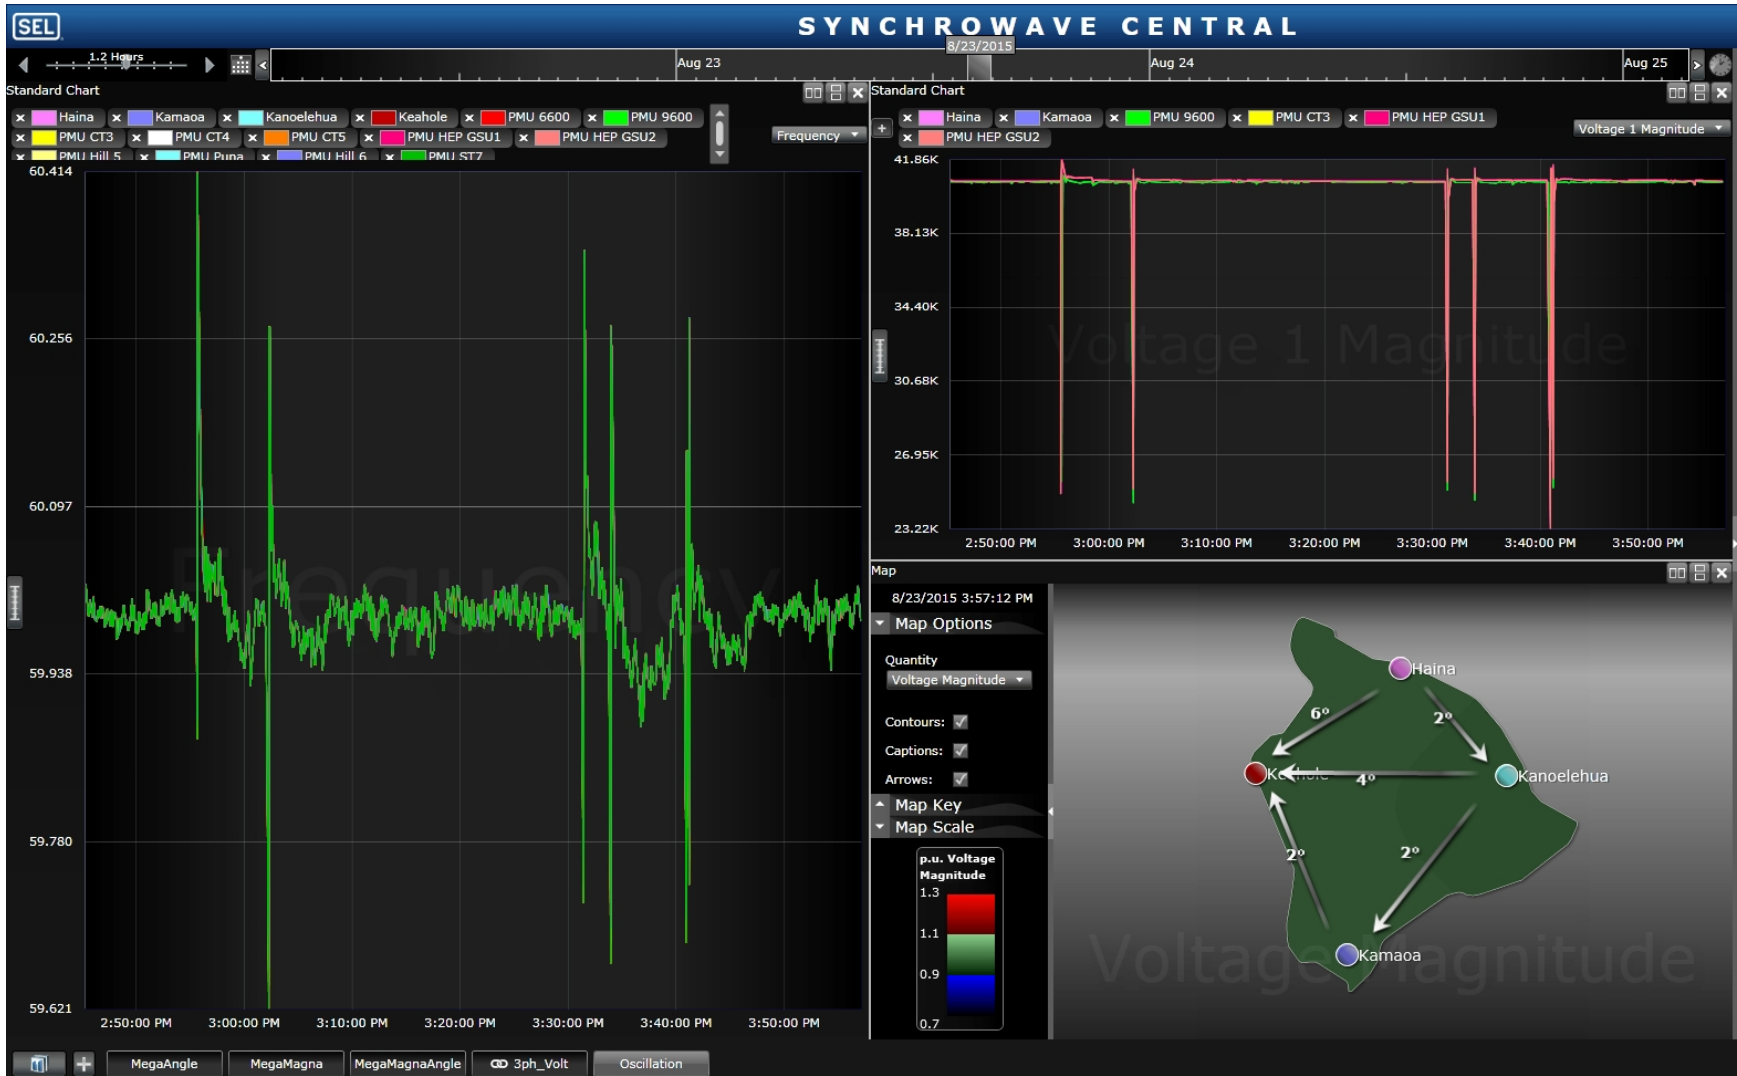 SEL
SYNCHROWAVE CENTRAL
8/23/2015
1.2 Hours
Aug 23
Aug 24
Aug 25
Standard Chart
Haina Kamaoa Kanoelehua Keahole PMU 6600 PMU 9600
PMU CT3 PMU CT4 PMU CT5 PMU HEP GSU1 PMU HEP GSU2
PMU Hill 5 PMU Puna PMU Hill 6 PMU ST7
Frequency
60.414
60.256
60.097
59.938
59.780
59.621
Frequency
2:50:00 PM 3:00:00 PM 3:10:00 PM 3:20:00 PM 3:30:00 PM 3:40:00 PM 3:50:00 PM
Standard Chart
Haina Kamaoa PMU 9600 PMU CT3 PMU HEP GSU1
PMU HEP GSU2
Voltage 1 Magnitude
41.86K
38.13K
34.40K
30.68K
26.95K
23.22K
Voltage 1 Magnitude
2:50:00 PM 3:00:00 PM 3:10:00 PM 3:20:00 PM 3:30:00 PM 3:40:00 PM 3:50:00 PM
Map
8/23/2015 3:57:12 PM
Map Options
Quantity
Voltage Magnitude
Contours:
Captions:
Arrows:
Map Key
Map Scale
p.u. Voltage
Magnitude
1.3
1.1
0.9
0.7
Haina
6°
2°
Keahole
4°
Kanoelehua
2°
2°
Kamaoa
Voltage Magnitude
MegaAngle MegaMagna MegaMagnaAngle 3ph_Volt Oscillation